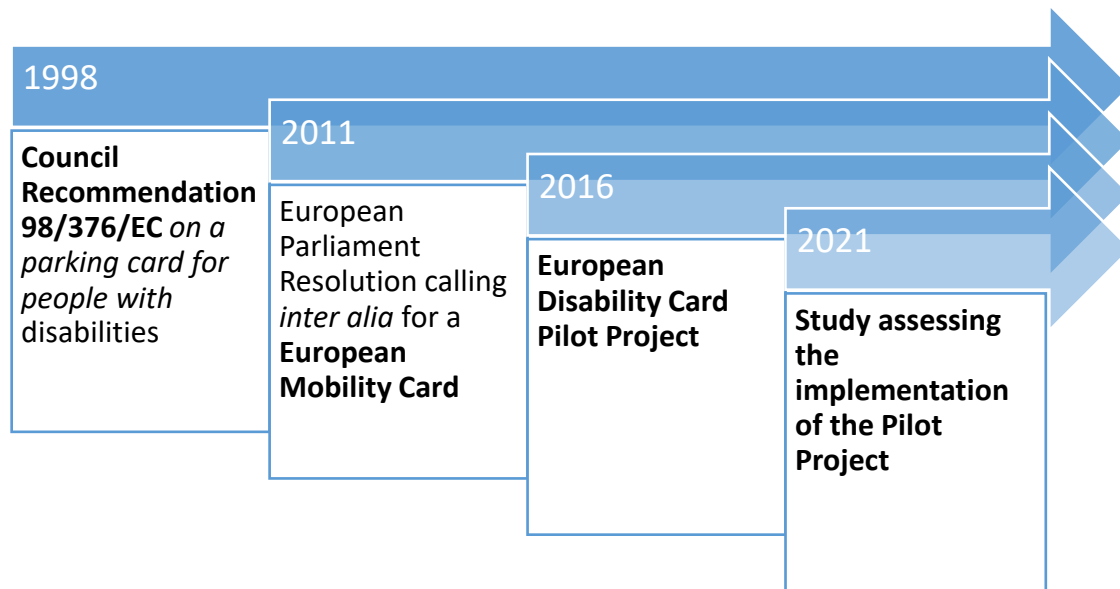 1998
Council
Recommendation
98/376/EC on a
parking card for
people with
disabilities
2011
European
Parliament
Resolution calling
inter alia for a
European
Mobility Card
2016
European
Disability Card
Pilot Project
2021
Study assessing
the
implementation
of the Pilot
Project